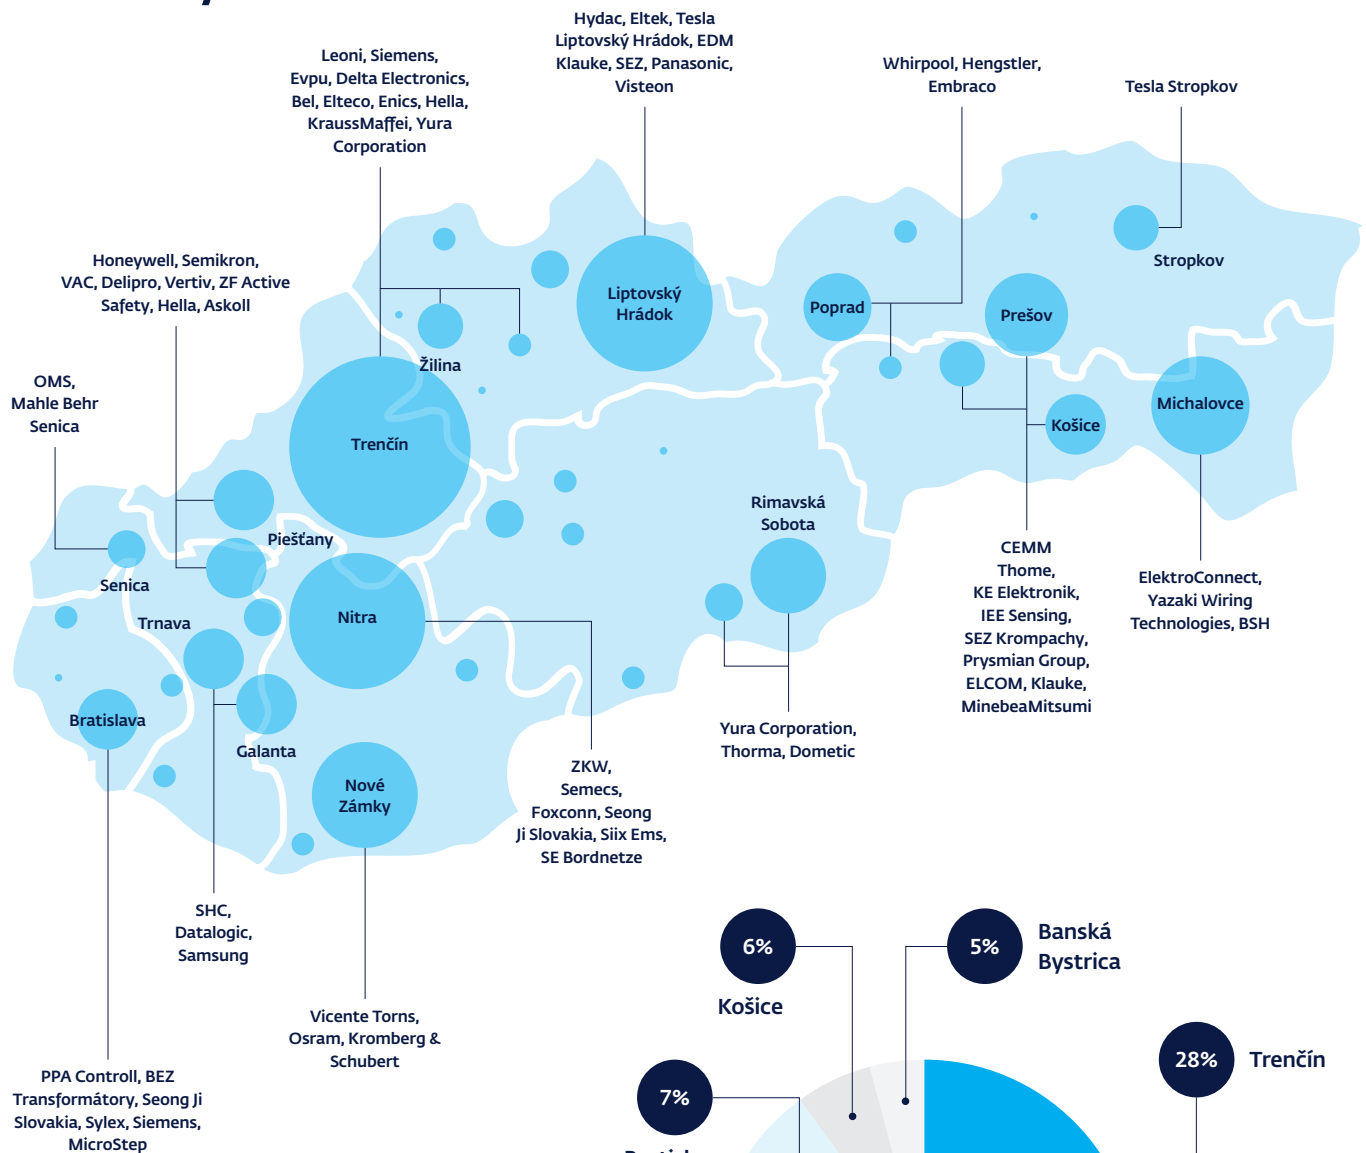 Hydac, Eltek, Tesla
Liptovský Hrádok, EDM
Klauke, SEZ, Panasonic,
Visteon
Leoni, Siemens,
Evpu, Delta Electronics,
Bel, Elteco, Enics, Hella,
KraussMaffei, Yura
Corporation
Whirpool, Hengstler,
Embraco
Tesla Stropkov
Honeywell, Semikron,
VAC, Delipro, Vertiv, ZF Active
Safety, Hella, Askoll
OMS,
Mahle Behr
Senica
Stropkov
Liptovský
Hrádok
Poprad
Prešov
Žilina
Trenčín
Michalovce
Košice
Rimavská
Sobota
Piešťany
Senica
Trnava
Nitra
Bratislava
Galanta
Nové
Zámky
CEMM
Thome,
KE Elektronik,
IEE Sensing,
SEZ Krompachy,
Prysmian Group,
ELCOM, Klauke,
MinebeaMitsumi
ElektroConnect,
Yazaki Wiring
Technologies, BSH
Yura Corporation,
Thorma, Dometic
ZKW,
Semecs,
Foxconn, Seong
Ji Slovakia, Siix Ems,
SE Bordnetze
SHC,
Datalogic,
Samsung
Vicente Torns,
Osram, Kromberg &
Schubert
PPA Controll, BEZ
Transformátory, Seong Ji
Slovakia, Sylex, Siemens,
MicroStep
6%
Košice
5%
Banská
Bystrica
28%
Trenčín
7%